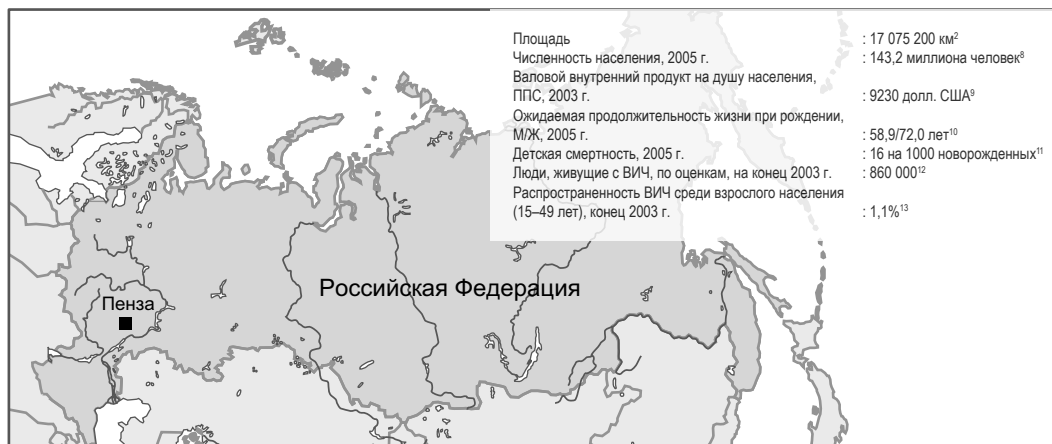 Площадь : 17 075 200 км²
Численность населения, 2005 г. : 143,2 миллиона человек⁸
Валовой внутренний продукт на душу населения,
ППС, 2003 г. : 9230 долл. США⁹
Ожидаемая продолжительность жизни при рождении,
М/Ж, 2005 г. : 58,9/72,0 лет¹⁰
Детская смертность, 2005 г. : 16 на 1000 новорожденных¹¹
Люди, живущие с ВИЧ, по оценкам, на конец 2003 г. : 860 000¹²
Распространенность ВИЧ среди взрослого населения
(15–49 лет), конец 2003 г. : 1,1%¹³
Российская Федерация
Пенза